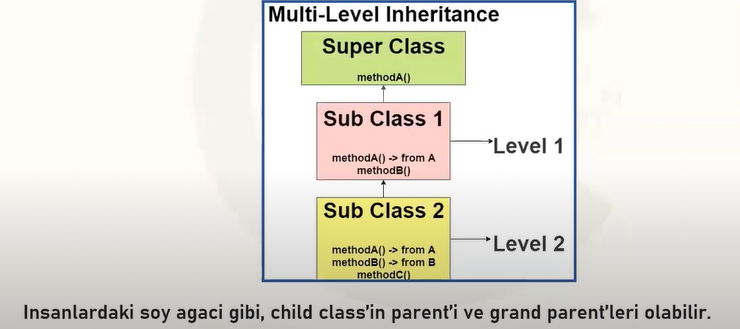 Multi-Level Inheritance
Super Class
methodA()
Sub Class 1
methodA() -> from A
methodB()
Level 1
Sub Class 2
methodA() -> from A
methodB() -> from B
methodC()
Level 2
Insanlardaki soy agaci gibi, child class'in parent'i ve grand parent'leri olabilir.